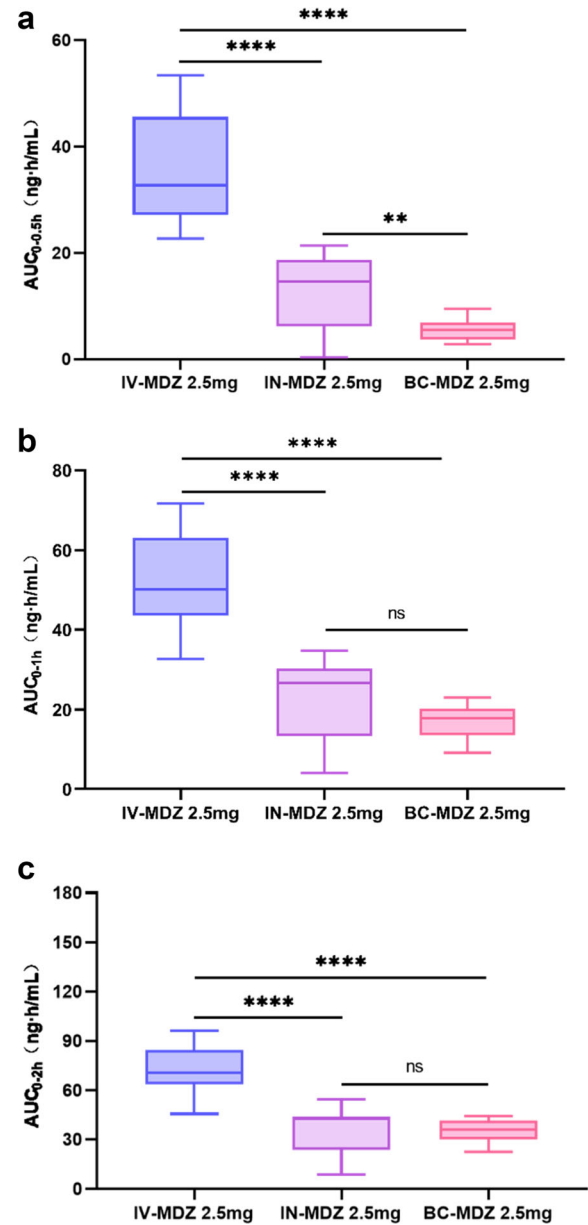 a
****
****
**
60
40
20
0
AUC0-0.5h（ng·h/mL）
IV-MDZ 2.5mg IN-MDZ 2.5mg BC-MDZ 2.5mg
b
****
****
ns
80
60
40
20
0
AUC0-1h（ng·h/mL）
IV-MDZ 2.5mg IN-MDZ 2.5mg BC-MDZ 2.5mg
c
****
****
ns
180
150
120
90
60
30
0
AUC0-2h（ng·h/mL）
IV-MDZ 2.5mg IN-MDZ 2.5mg BC-MDZ 2.5mg